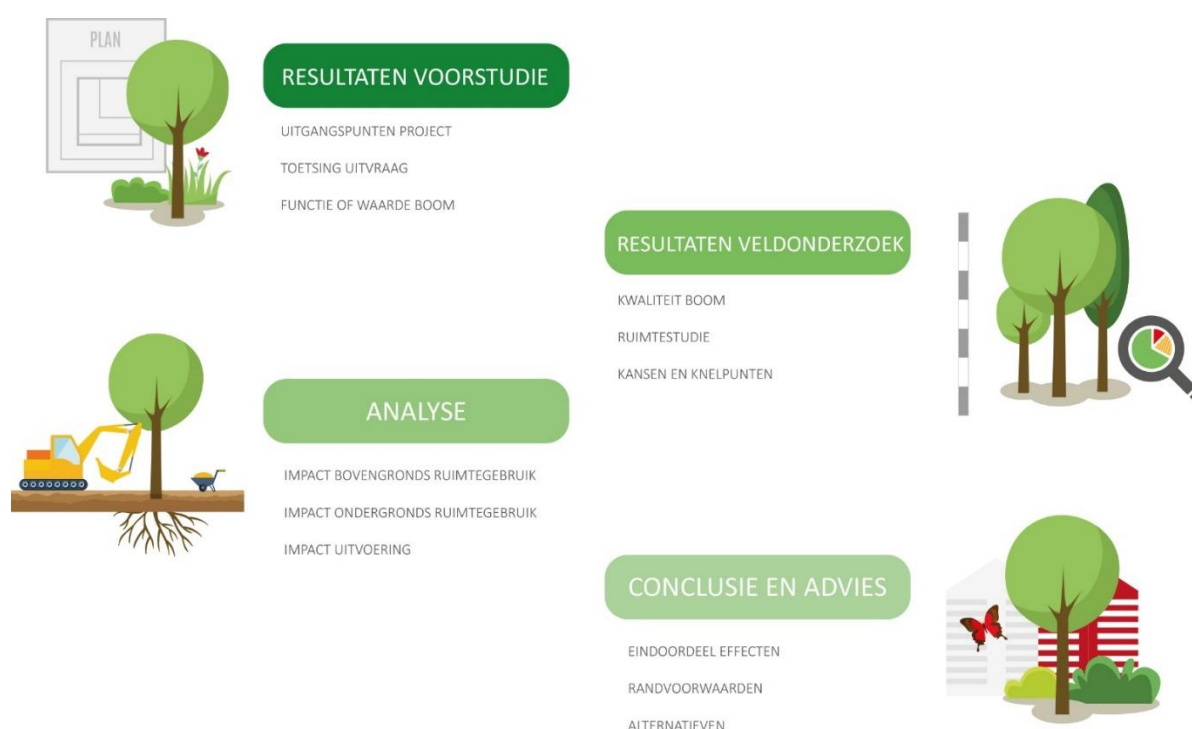 PLAN
RESULTATEN VOORSTUDIE
UITGANGSPUNTEN PROJECT
TOETSING UITVRAAG
FUNCTIE OF WAARDE BOOM
RESULTATEN VELDONDERZOEK
KWALITEIT BOOM
RUIMTESTUDIE
KANSEN EN KNELPUNTEN
ANALYSE
IMPACT BOVENGRONDS RUIMTEGEBRUIK
IMPACT ONDERGRONDS RUIMTEGEBRUIK
IMPACT UITVOERING
CONCLUSIE EN ADVIES
EINDOORDEEL EFFECTEN
RANDVOORWAARDEN
ALTERNATIEVEN